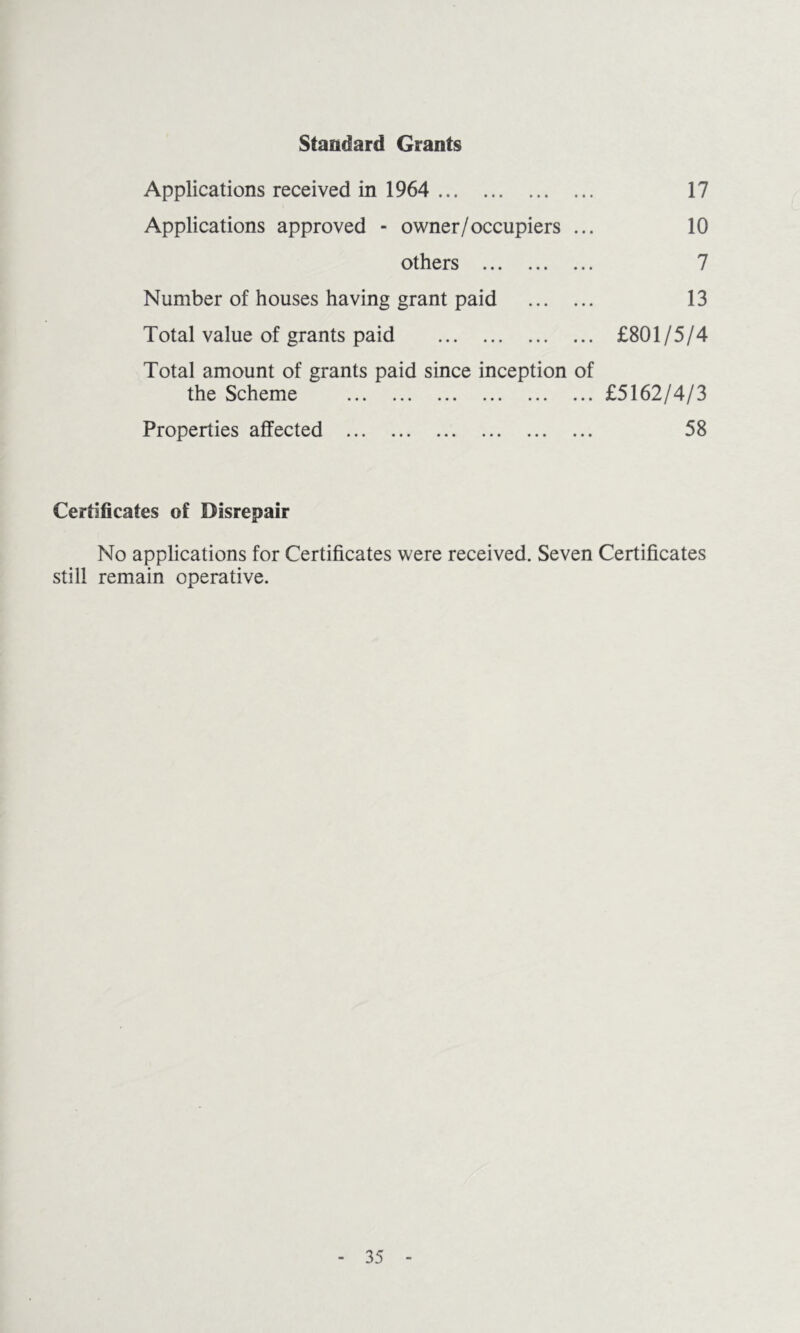 Standard Grants
Applications received in 1964 ... ... ... ... 17
Applications approved - owner/occupiers ... 10
others ... ... ... 7
Number of houses having grant paid ... ... 13
Total value of grants paid ... ... ... ... £801/5/4
Total amount of grants paid since inception of
the Scheme ... ... ... ... ... ... £5162/4/3
Properties affected ... ... ... ... ... ... 58
Certificates of Disrepair
No applications for Certificates were received. Seven Certificates
still remain operative.
- 35 -